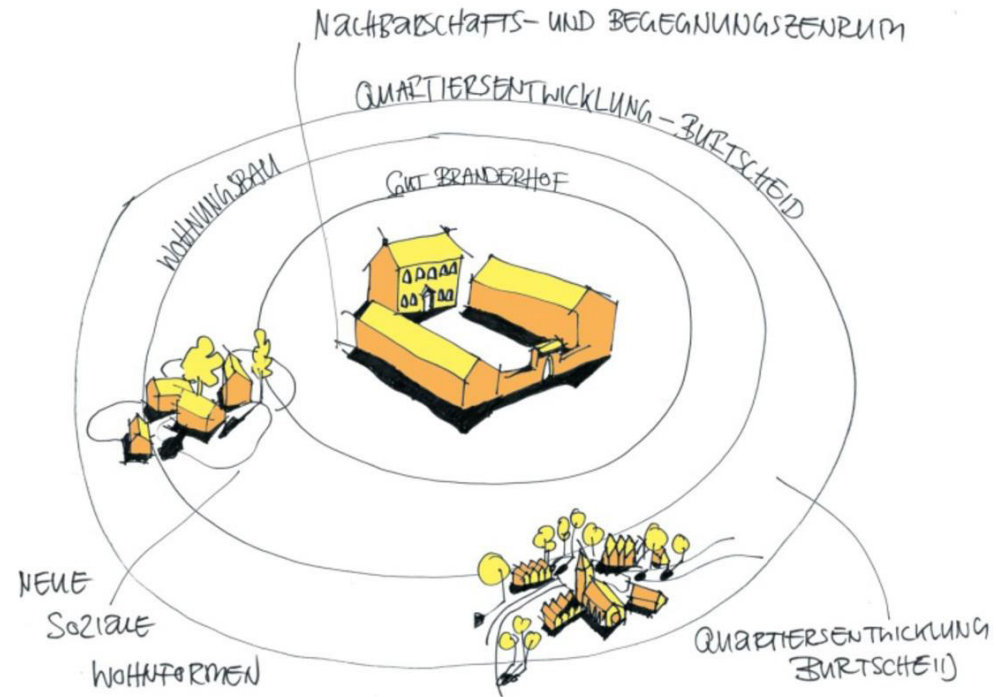 NACHBARSCHAFTS- UND BEGEGNUNGSZENRUM
QUARTIERSENTWICKLUNG - BURTSCHEID
WOHNUNGSBAU
GUT BRANDERHOF
NEUE
SOZIALE
WOHNFORMEN
QUARTIERSENTWICKLUNG
BURTSCHEID